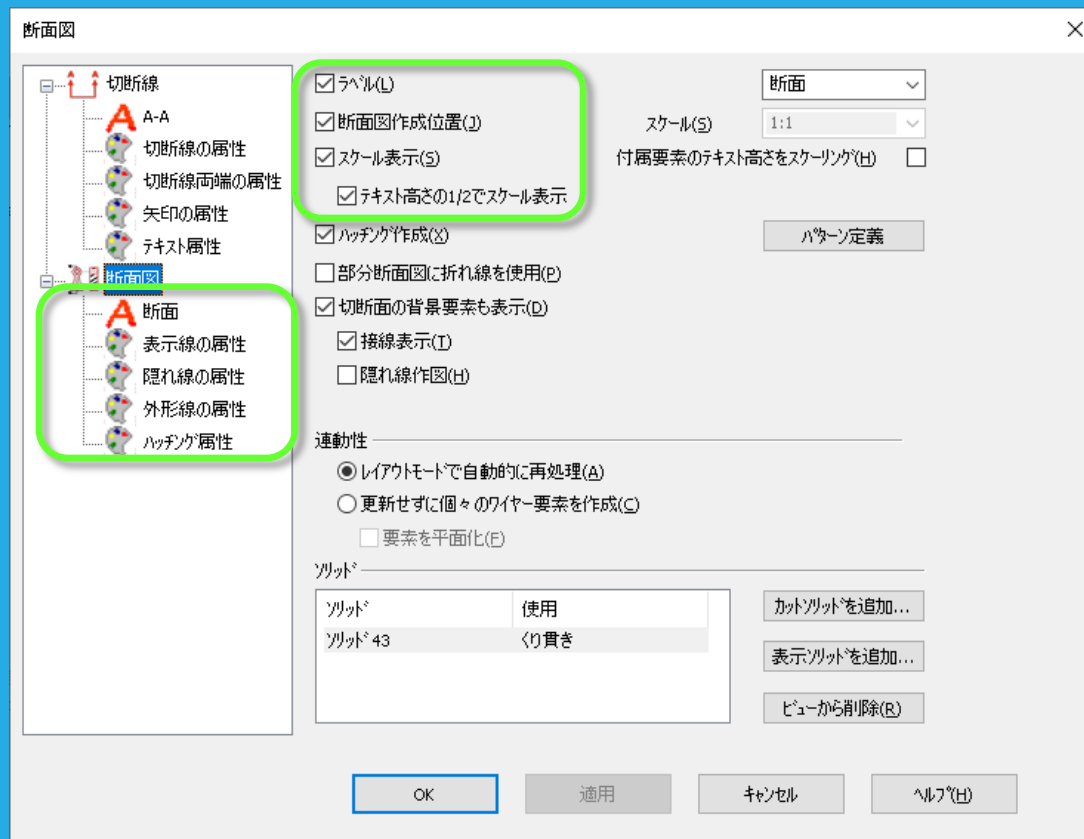 断面図
切断線
A-A
切断線の属性
切断線両端の属性
矢印の属性
テキスト属性
断面図
断面
表示線の属性
隠れ線の属性
外形線の属性
ハッチング属性
ラベル(L)
断面
断面図作成位置(J)
スケール(S)
1:1
スケール表示(S)
付属要素のテキスト高さをスケーリング(H)
テキスト高さの1/2でスケール表示
ハッチング作成(X)
パターン定義
部分断面図に折れ線を使用(P)
切断面の背景要素も表示(D)
接線表示(T)
隠れ線作図(H)
連動性
レイアウトモードで自動的に再処理(A)
更新せずに個々のワイヤー要素を作成(C)
要素を平面化(F)
ソリッド
ソリッド 使用
ソリッド43 くり貫き
カットソリッドを追加...
表示ソリッドを追加...
ビューから削除(R)
OK
適用
キャンセル
ヘルプ(H)